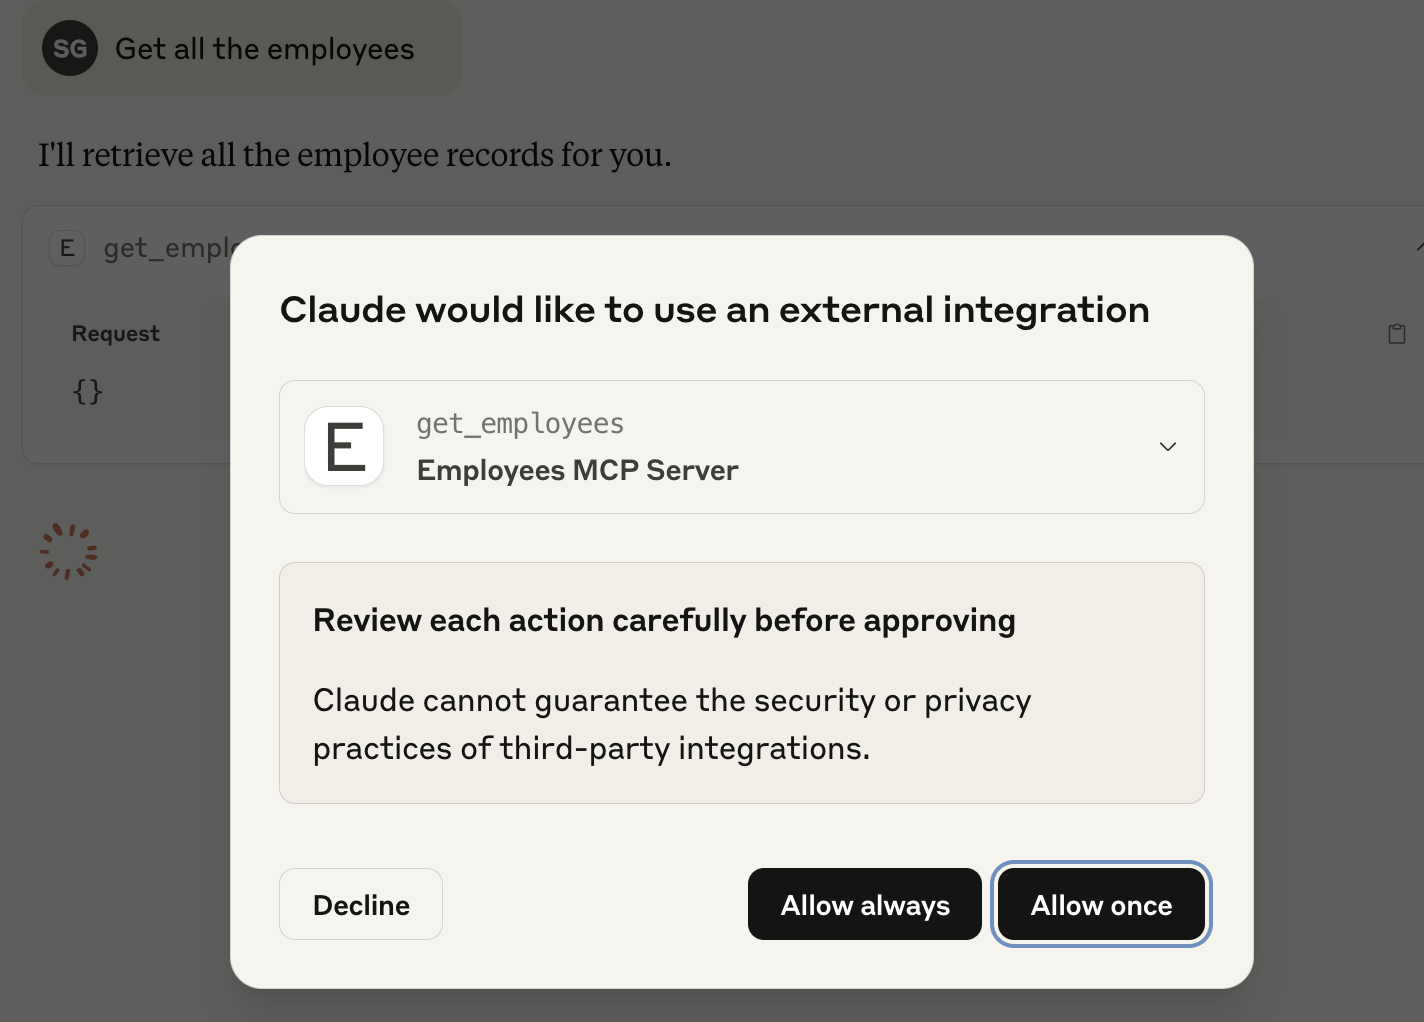 SG Get all the employees
I'll retrieve all the employee records for you.
E
Request
{}
Claude would like to use an external integration
E
get_employees
Employees MCP Server
Review each action carefully before approving
Claude cannot guarantee the security or privacy
practices of third-party integrations.
Decline
Allow always
Allow once